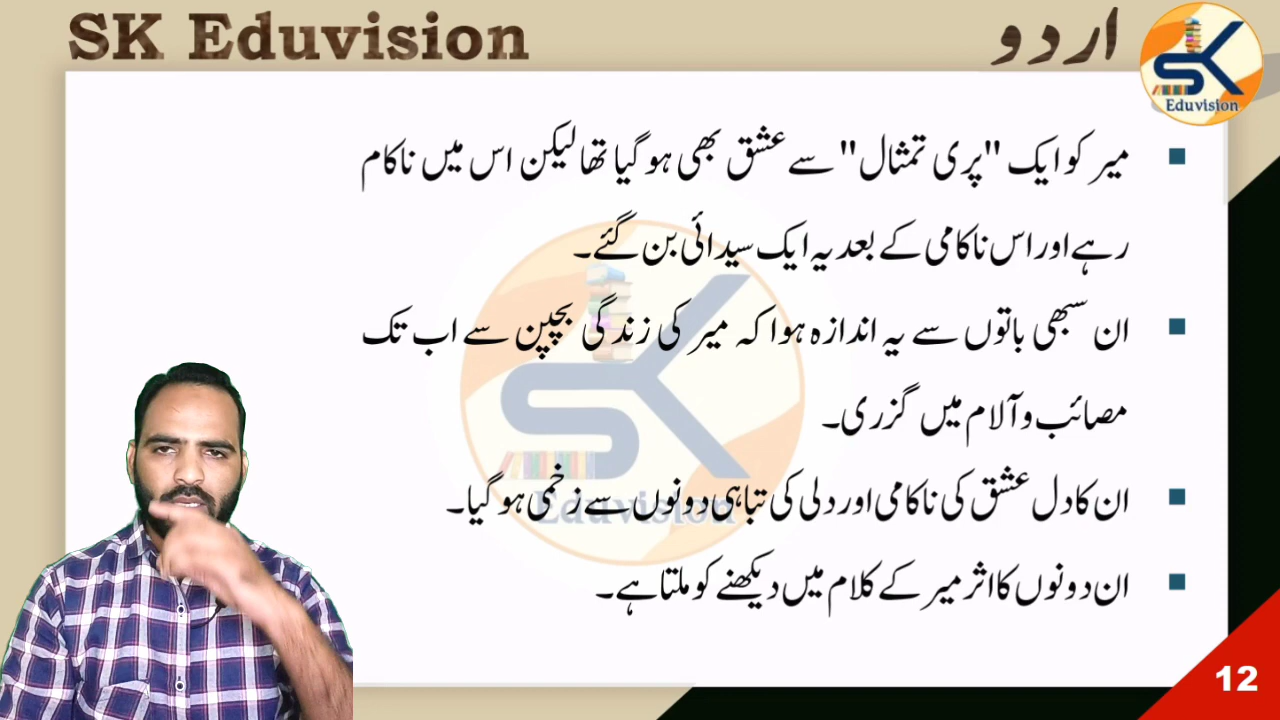 SK Eduvision
اردو
SK
Eduvision
میر کو ایک "پری تمثال" سے عشق بھی ہو گیا تھا لیکن اس میں ناکام
رہے اور اس ناکامی کے بعد یہ ایک سیدائی بن گئے۔
ان سبھی باتوں سے یہ اندازہ ہوا کہ میر کی زندگی بچپن سے اب تک
مصائب و آلام میں گزری۔
ان کا دل عشق کی ناکامی اور دلی کی تباہی دونوں سے زخمی ہو گیا۔
ان دونوں کا اثر میر کے کلام میں دیکھنے کو ملتا ہے۔
SK
Eduvision
12